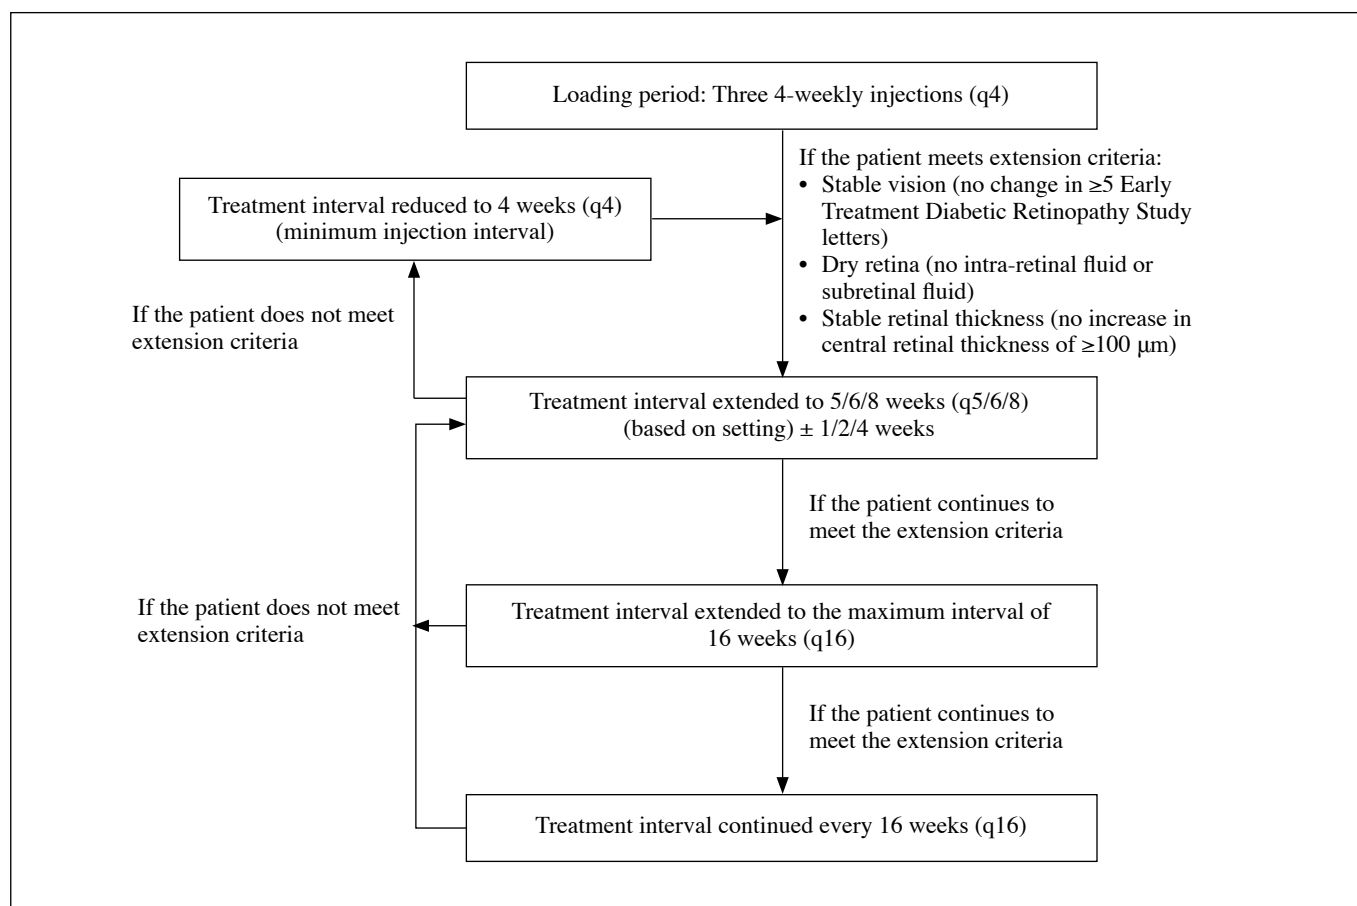 Loading period: Three 4-weekly injections (q4)
If the patient meets extension criteria:
• Stable vision (no change in ≥5 Early
Treatment Diabetic Retinopathy Study
letters)
• Dry retina (no intra-retinal fluid or
subretinal fluid)
• Stable retinal thickness (no increase in
central retinal thickness of ≥100 μm)
Treatment interval reduced to 4 weeks (q4)
(minimum injection interval)
If the patient does not meet
extension criteria
Treatment interval extended to 5/6/8 weeks (q5/6/8)
(based on setting) ± 1/2/4 weeks
If the patient continues to
meet the extension criteria
If the patient does not meet
extension criteria
Treatment interval extended to the maximum interval of
16 weeks (q16)
If the patient continues to
meet the extension criteria
Treatment interval continued every 16 weeks (q16)